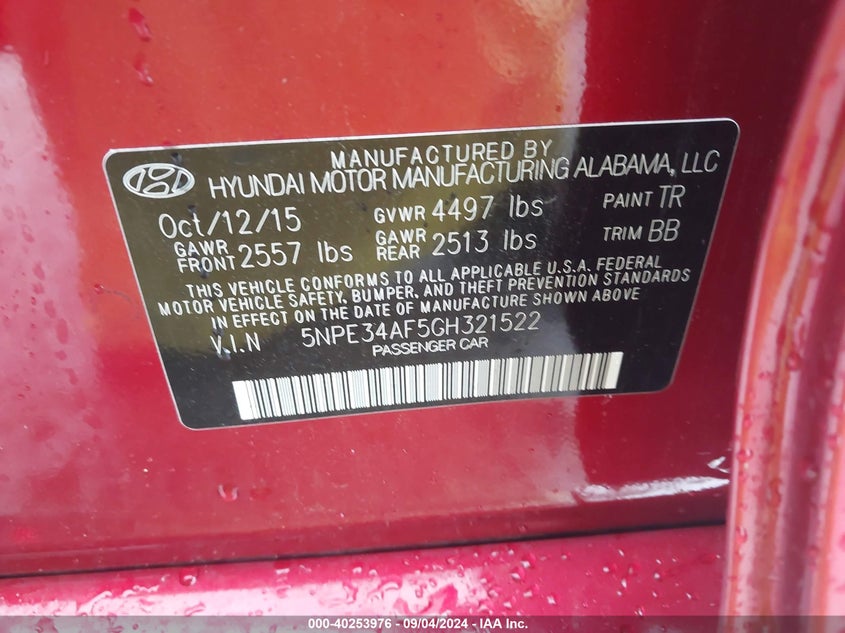 MANUFACTURED BY
HYUNDAI MOTOR MANUFACTURING ALABAMA, LLC
Oct/12/15 GVWR 4497 lbs PAINT TR
GAWR FRONT 2557 lbs GAWR REAR 2513 lbs TRIM BB
THIS VEHICLE CONFORMS TO ALL APPLICABLE U.S.A. FEDERAL
MOTOR VEHICLE SAFETY, BUMPER, AND THEFT PREVENTION STANDARDS
IN EFFECT ON THE DATE OF MANUFACTURE SHOWN ABOVE
V.I.N 5NPE34AF5GH321522
PASSENGER CAR
000-40253976 - 09/04/2024 - IAA Inc.